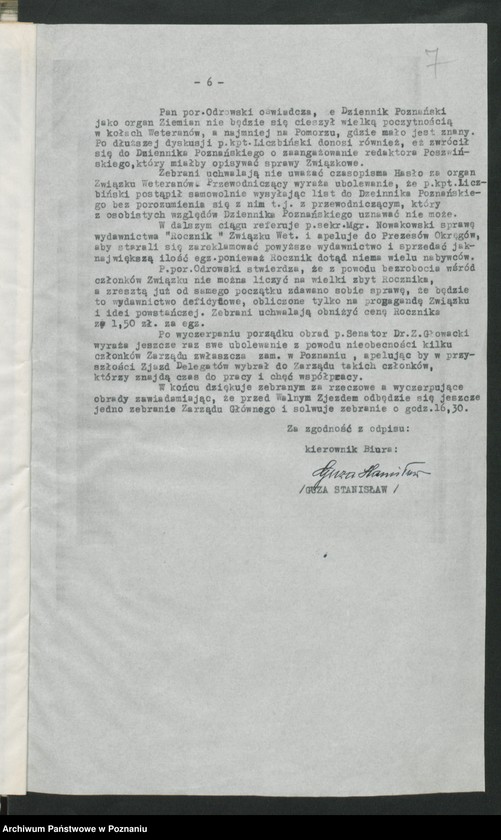 7
- 6 -
Pan por.Odrowski oświadcza, e Dziennik Poznański
jako organ Ziemian nie będzie się cieszył wielką poczytnością
w kołach Weteranów, a najmniej na Pomorzu, gdzie mało jest znany.
Po dłuższej dyskusji p.kpt.Liczbiński donosi również, eż zwrócił
się do Dziennika Poznańskiego o zaangażowanie redaktora Poszwiń-
skiego,który miałby opisywać sprawy Związkowe.
Zebrani uchwalają nie uważać czasopisma Hasło za organ
Związku Weteranów. Przewodniczący wyraża ubolewanie, że p.kpt.Licz-
biński postąpił samowolnie wysyłając list do Dziennika Poznańskie-
go bez porozumienia się z nim t.j. z przewodniczącym, który
z osobistych względów Dziennika Poznańskiego uznawać nie może.
W dalszym ciągu referuje p.sekr.Mgr. Nowakowski sprawę
wydawnictwa "Rocznik " Związku Wet. i apeluje do Prezesów Okręgów,
aby starali się zareklamować powyższe wydawnictwo i sprzedać jak-
największą ilość egz.ponieważ Rocznik dotąd niema wielu nabywców.
P.por.Odrowski stwierdza, że z powodu bezrobocia wśród
członków Związku nie można liczyć na wielki zbyt Rocznika,
a zresztą już od samego początku zdawano sobie sprawę, że będzie
to wydawnictwo deficytowe, obliczone tylko na propagandę Związku
i idei powstańczej. Zebrani uchwalają obniżyć cenę Rocznika
na 1,50 zł. za egz.
Po wyczerpaniu porządku obrad p.Senator Dr.Z.Głowacki
wyraża jeszcze raz swe ubolewanie z powodu nieobecności kilku
członków Zarządu zwłaszcza zam. w Poznaniu , apelując by w przy-
szłości Zjazd Delegatów wybrał do Zarządu takich członków,
którzy znajdą czas do pracy i chęć współpracy.
W końcu dziękuje zebranym za rzeczowe a wyczerpujące
obrady zawiadamiając, że przed Walnym Zjezdem odbędzie się jeszcze
jedno zebranie Zarządu Głównego i solwuje zebranie o godz.16,30.
Za zgodność z odpisu:
kierownik Biura:
Guza Stanisław
/GUZA STANISŁAW /
Archiwum Państwowe w Poznaniu